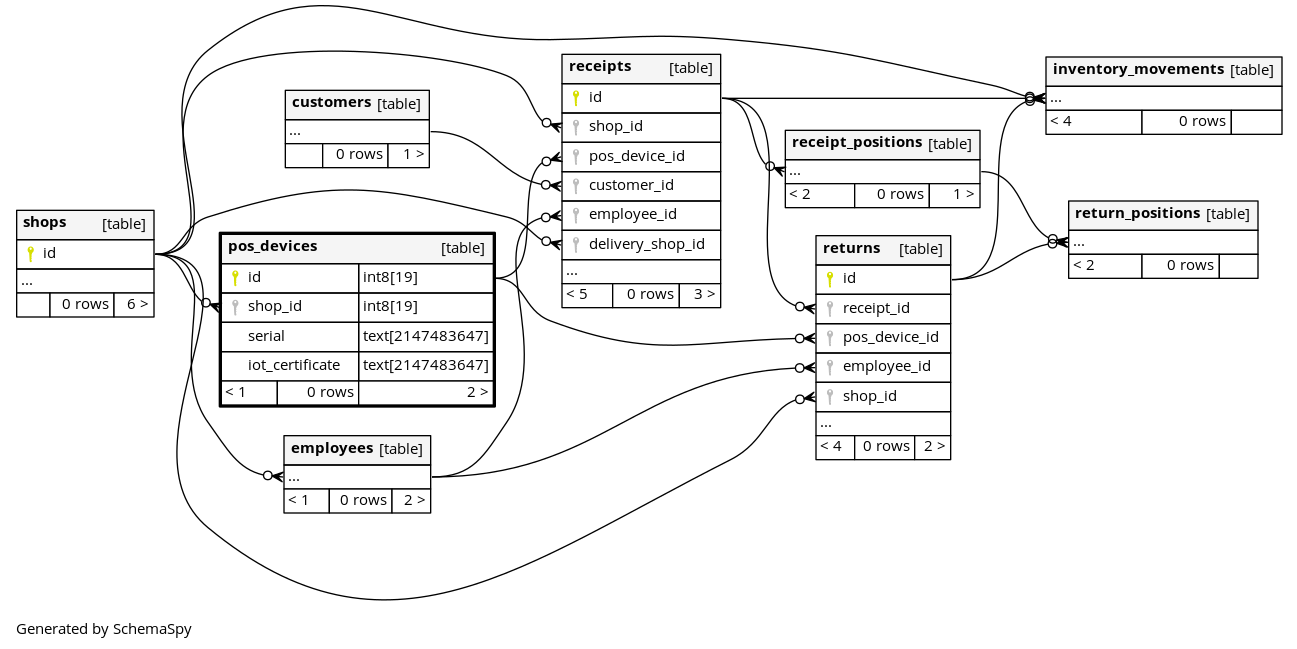 receipts [table]
id
shop_id
pos_device_id
customer_id
employee_id
delivery_shop_id
...
< 5 0 rows 3 >
inventory_movements [table]
...
< 4 0 rows
customers [table]
...
0 rows 1 >
receipt_positions [table]
...
< 2 0 rows 1 >
return_positions [table]
...
< 2 0 rows
shops [table]
id
...
0 rows 6 >
pos_devices [table]
id int8[19]
shop_id int8[19]
serial text[2147483647]
iot_certificate text[2147483647]
< 1 0 rows 2 >
returns [table]
id
receipt_id
pos_device_id
employee_id
shop_id
...
< 4 0 rows 2 >
employees [table]
...
< 1 0 rows 2 >
Generated by SchemaSpy